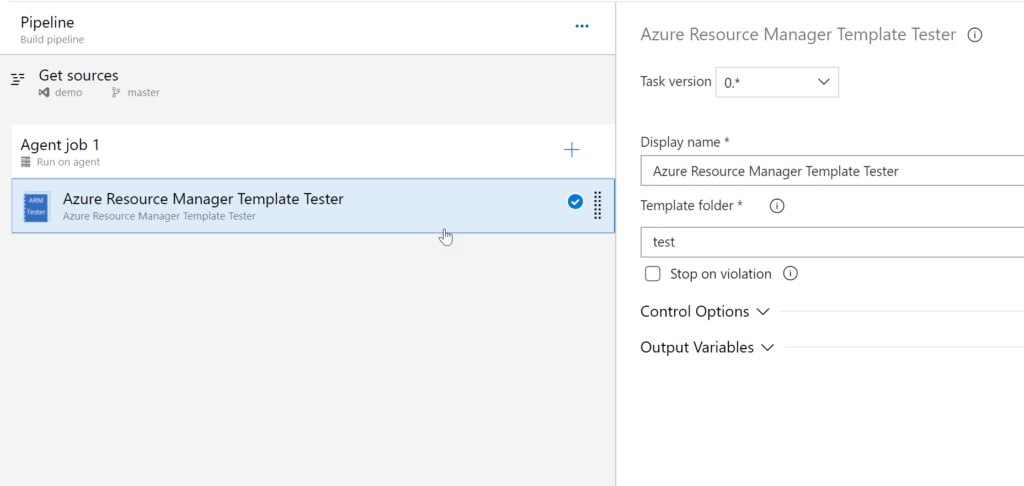 Pipeline
Build pipeline
Get sources
demo master
Agent job 1
Run on agent
ARM
Tester
Azure Resource Manager Template Tester
Azure Resource Manager Template Tester
Azure Resource Manager Template Tester
Task version 0.*
Display name *
Azure Resource Manager Template Tester
Template folder *
test
Stop on violation
Control Options
Output Variables